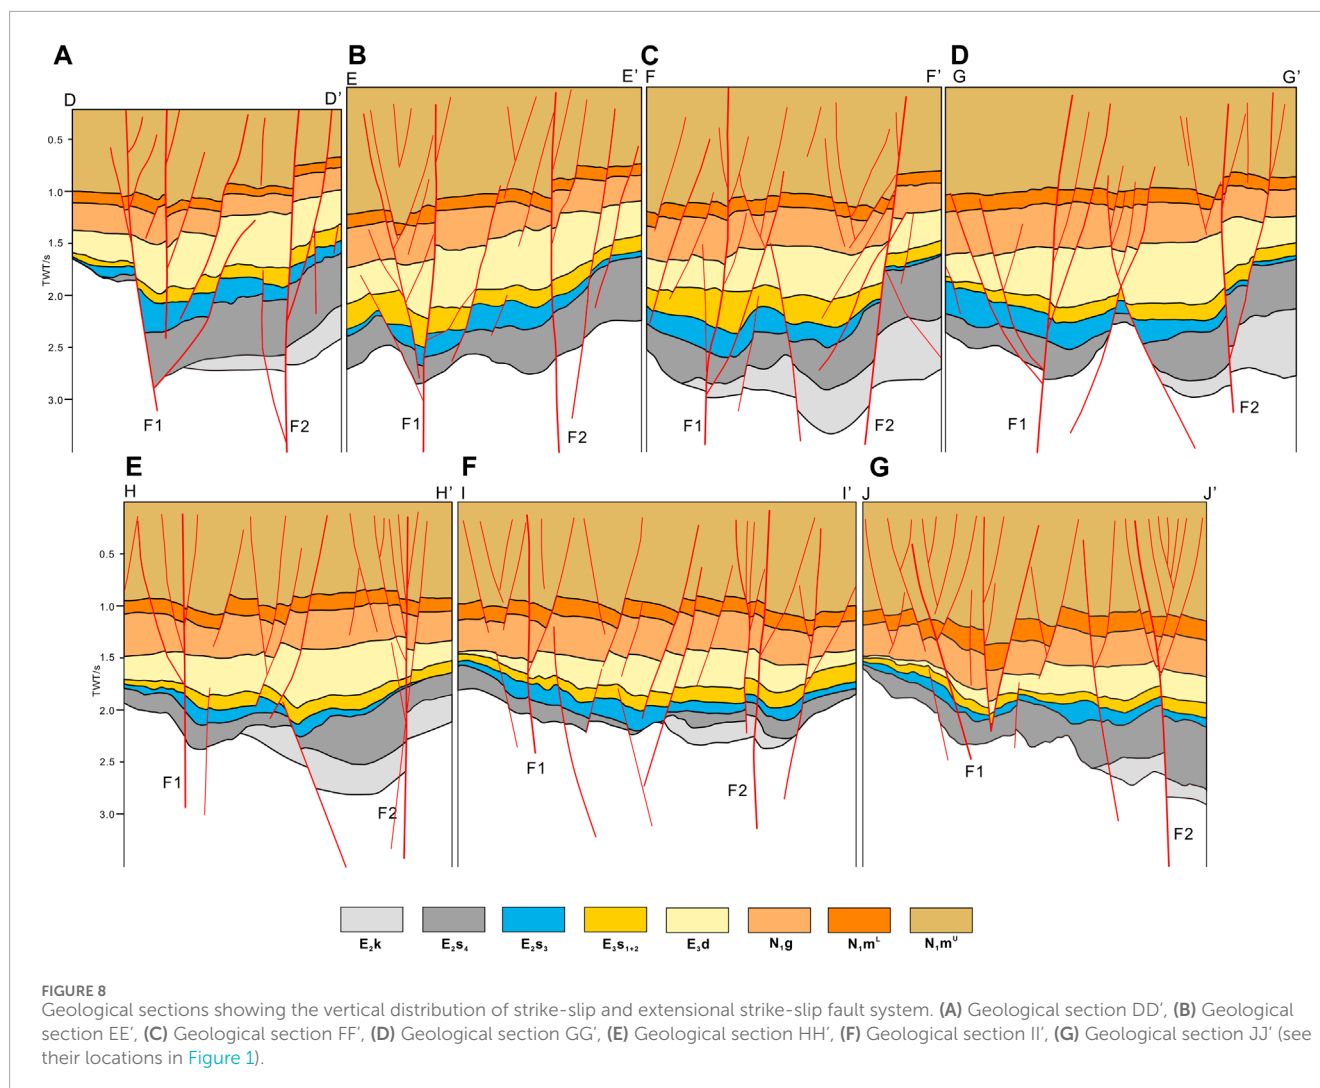 A B C D
D D’ E E’ F F’ G G’
0.5
1.0
1.5
TWT/s
2.0
2.5
3.0
F1 F2 F1 F2 F1 F2 F1 F2
E F G
H H’ I I’ J J’
0.5
1.0
1.5
TWT/s
2.0
2.5
3.0
F1 F2 F1 F2 F1 F2
E₂k E₂s₄ E₂s₃ E₃s₁₊₂ E₃d N₁g N₁mᴸ N₁mᵁ
FIGURE 8
Geological sections showing the vertical distribution of strike-slip and extensional strike-slip fault system. (A) Geological section DD′, (B) Geological
section EE′, (C) Geological section FF′, (D) Geological section GG′, (E) Geological section HH′, (F) Geological section II′, (G) Geological section JJ′ (see
their locations in Figure 1).